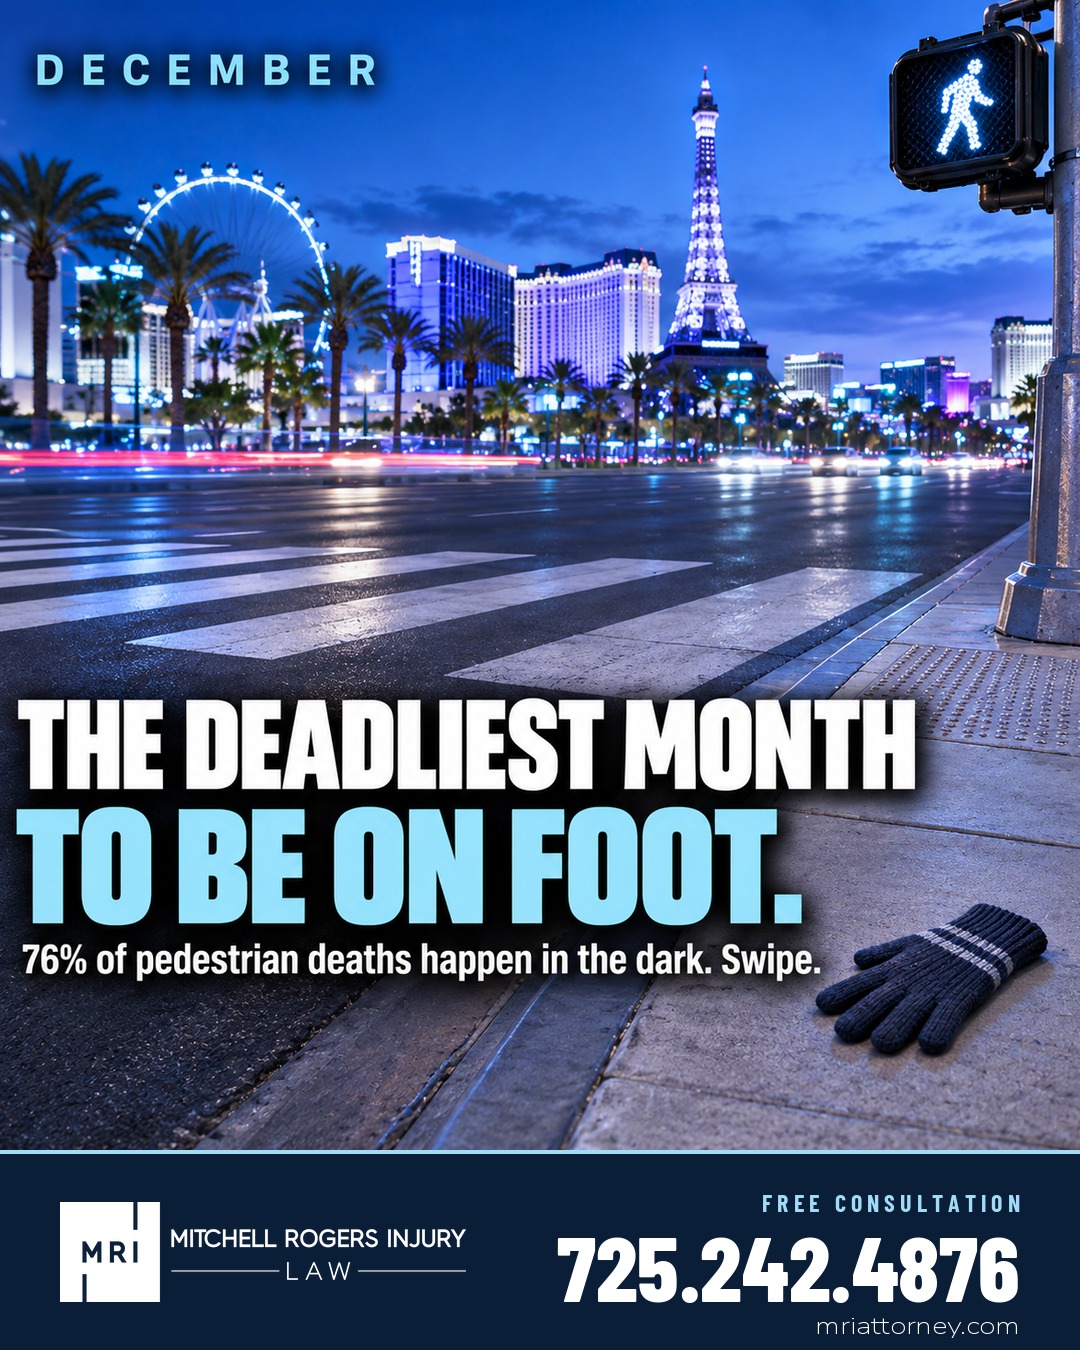 DECEMBER
THE DEADLIEST MONTH
TO BE ON FOOT.
76% of pedestrian deaths happen in the dark. Swipe.
MRI
MITCHELL ROGERS INJURY
LAW
FREE CONSULTATION
725.242.4876
mriattorney.com